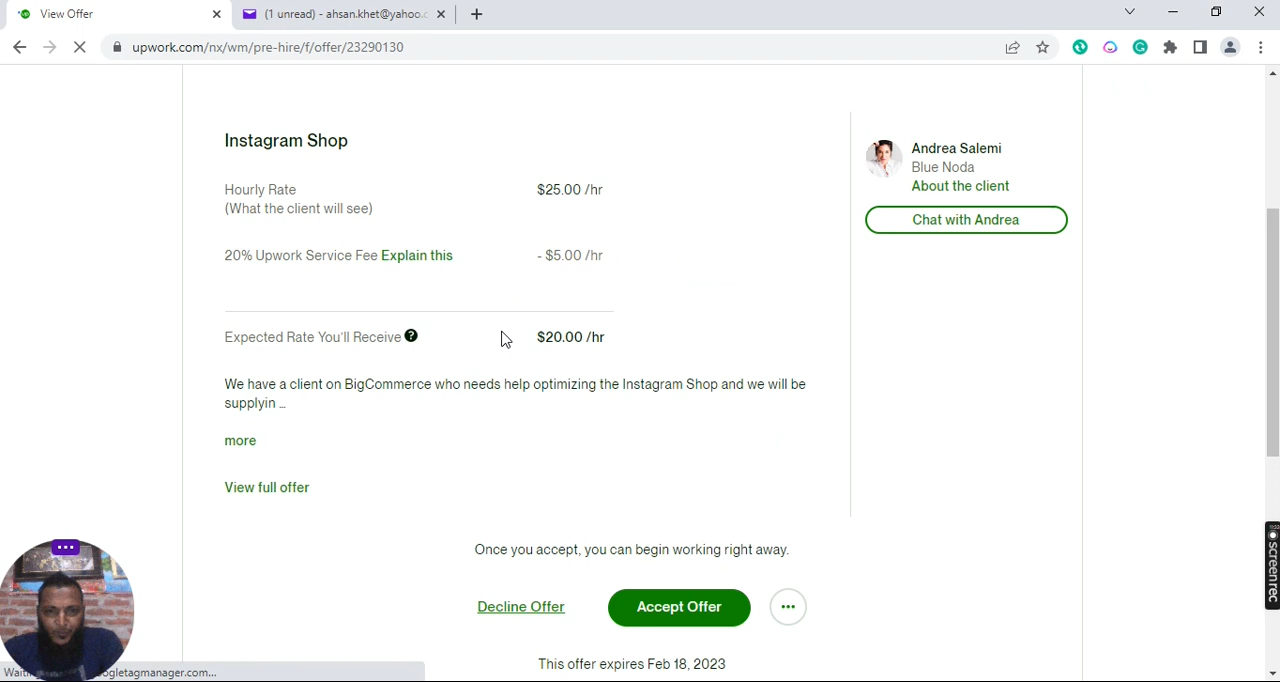 View Offer
(1 unread) - ahsan.khet@yahoo.c
upwork.com/nx/wm/pre-hire/f/offer/23290130
Instagram Shop
Hourly Rate $25.00 /hr
(What the client will see)
20% Upwork Service Fee Explain this - $5.00 /hr
Expected Rate You'll Receive ? $20.00 /hr
We have a client on BigCommerce who needs help optimizing the Instagram Shop and we will be
supplyin ...
more
View full offer
Andrea Salemi
Blue Noda
About the client
Chat with Andrea
Once you accept, you can begin working right away.
Decline Offer
Accept Offer
This offer expires Feb 18, 2023
ogletagmanager.com...
screenrec